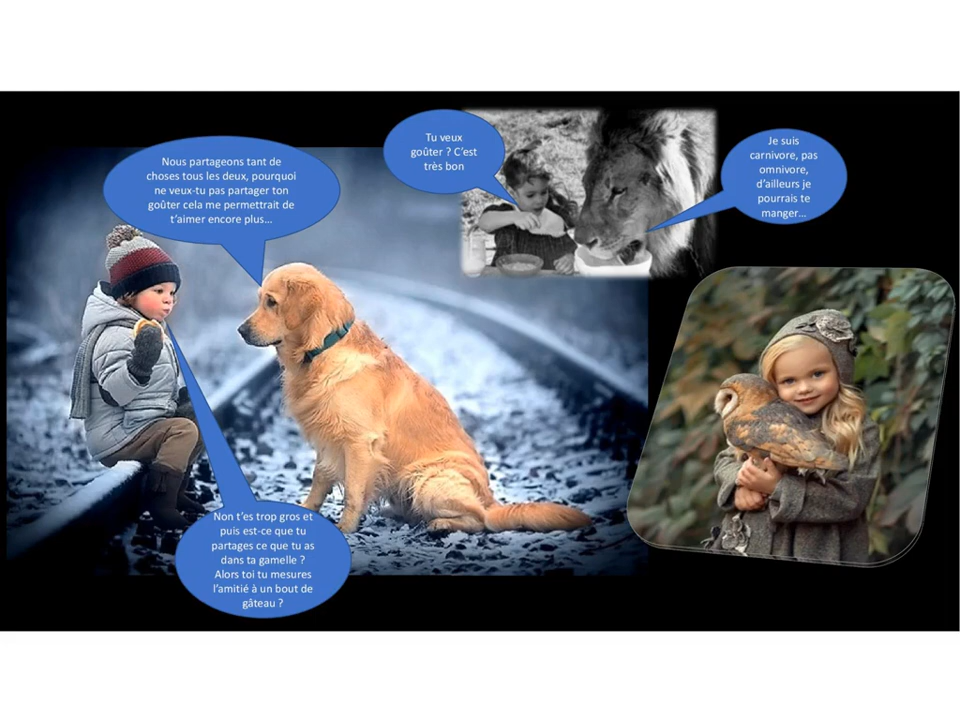 Nous partageons tant de
choses tous les deux, pourquoi
ne veux-tu pas partager ton
goûter cela me permettrait de
t'aimer encore plus...
Non t'es trop gros et
puis est-ce que tu
partages ce que tu as
dans ta gamelle ?
Alors toi tu mesures
l'amitié à un bout de
gâteau ?
Tu veux
goûter ? C'est
très bon
Je suis
carnivore, pas
omnivore,
d'ailleurs je
pourrais te
manger...